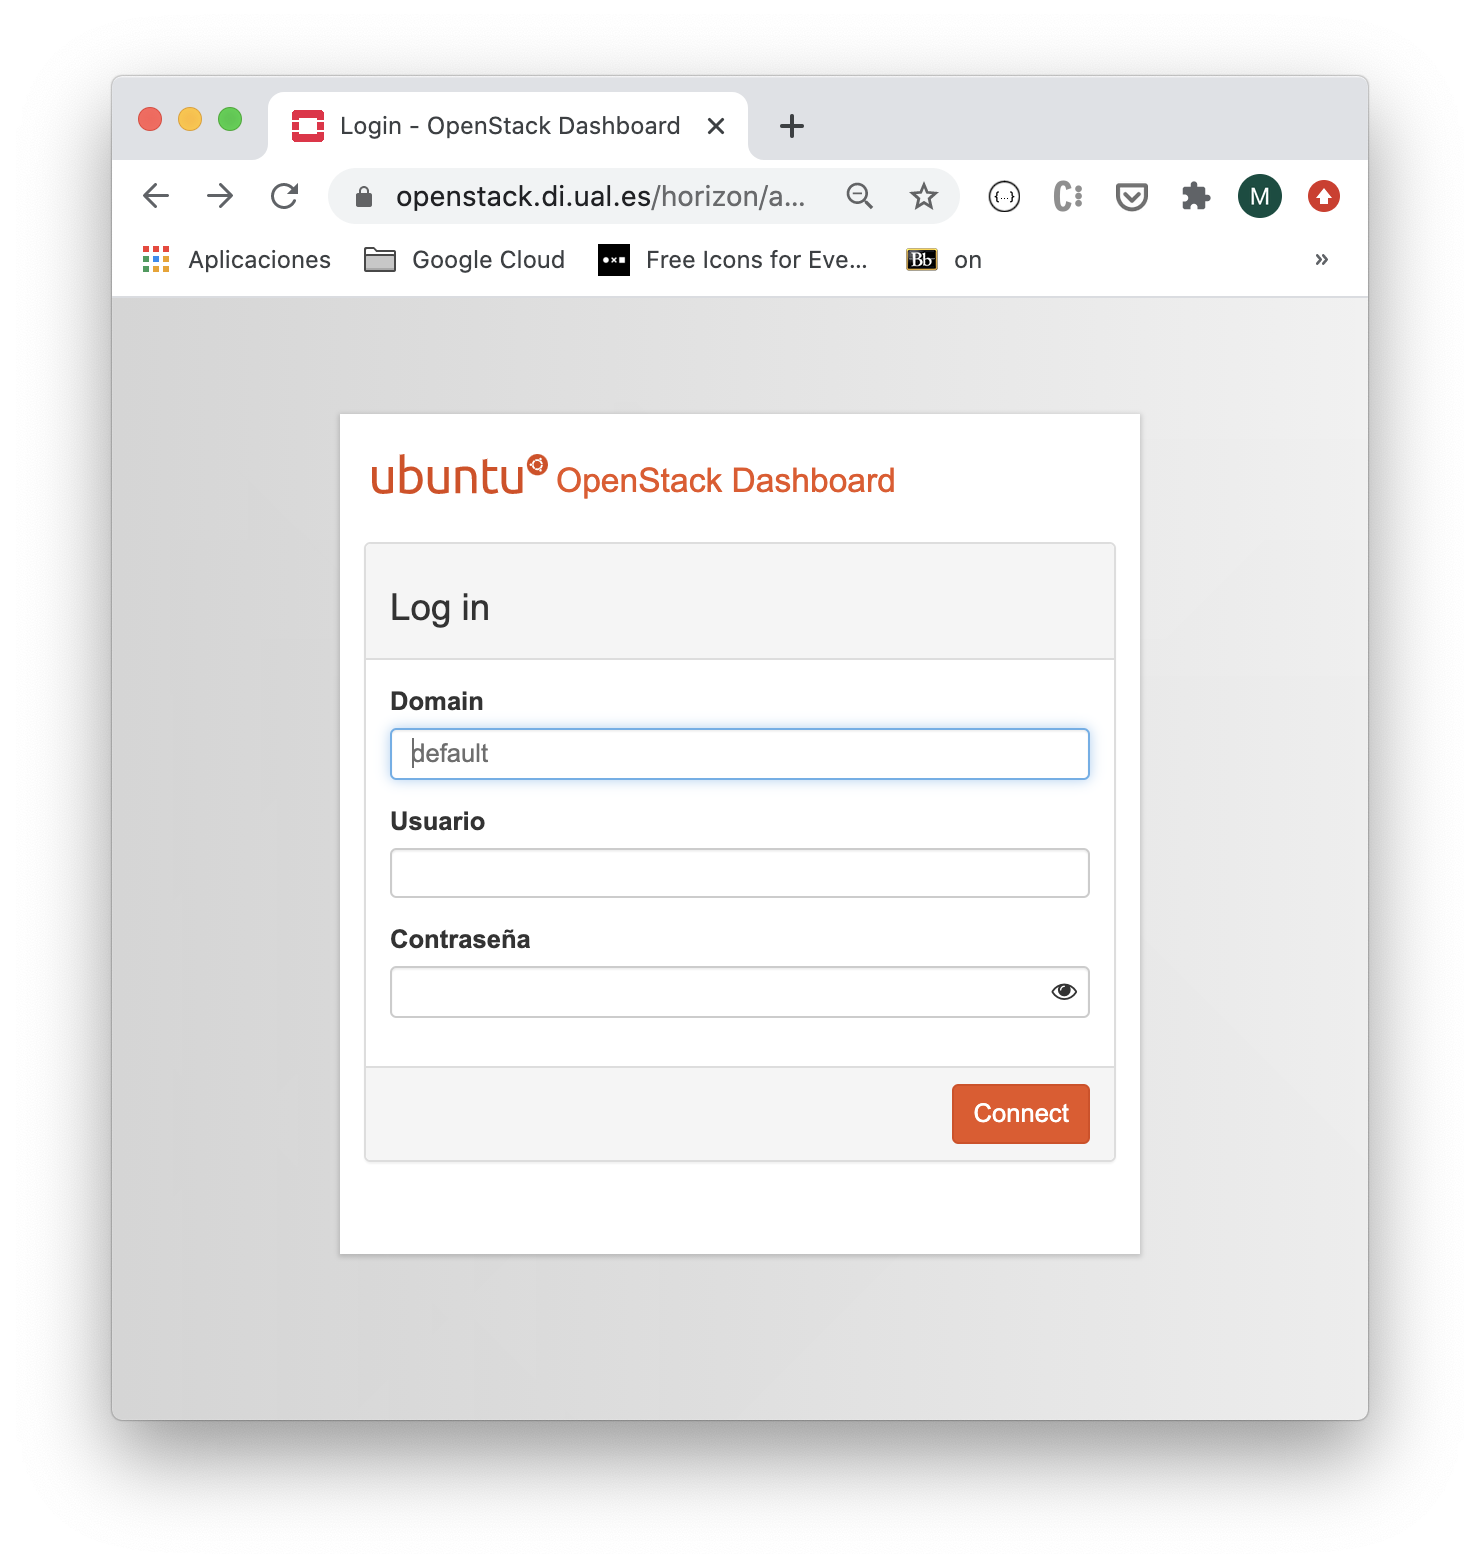 Login - OpenStack Dashboard
openstack.di.ual.es/horizon/a...
{...}
M
Aplicaciones
Google Cloud
Free Icons for Eve...
Bb
on
»
ubuntu OpenStack Dashboard
Log in
Domain
default
Usuario
Contraseña
Connect